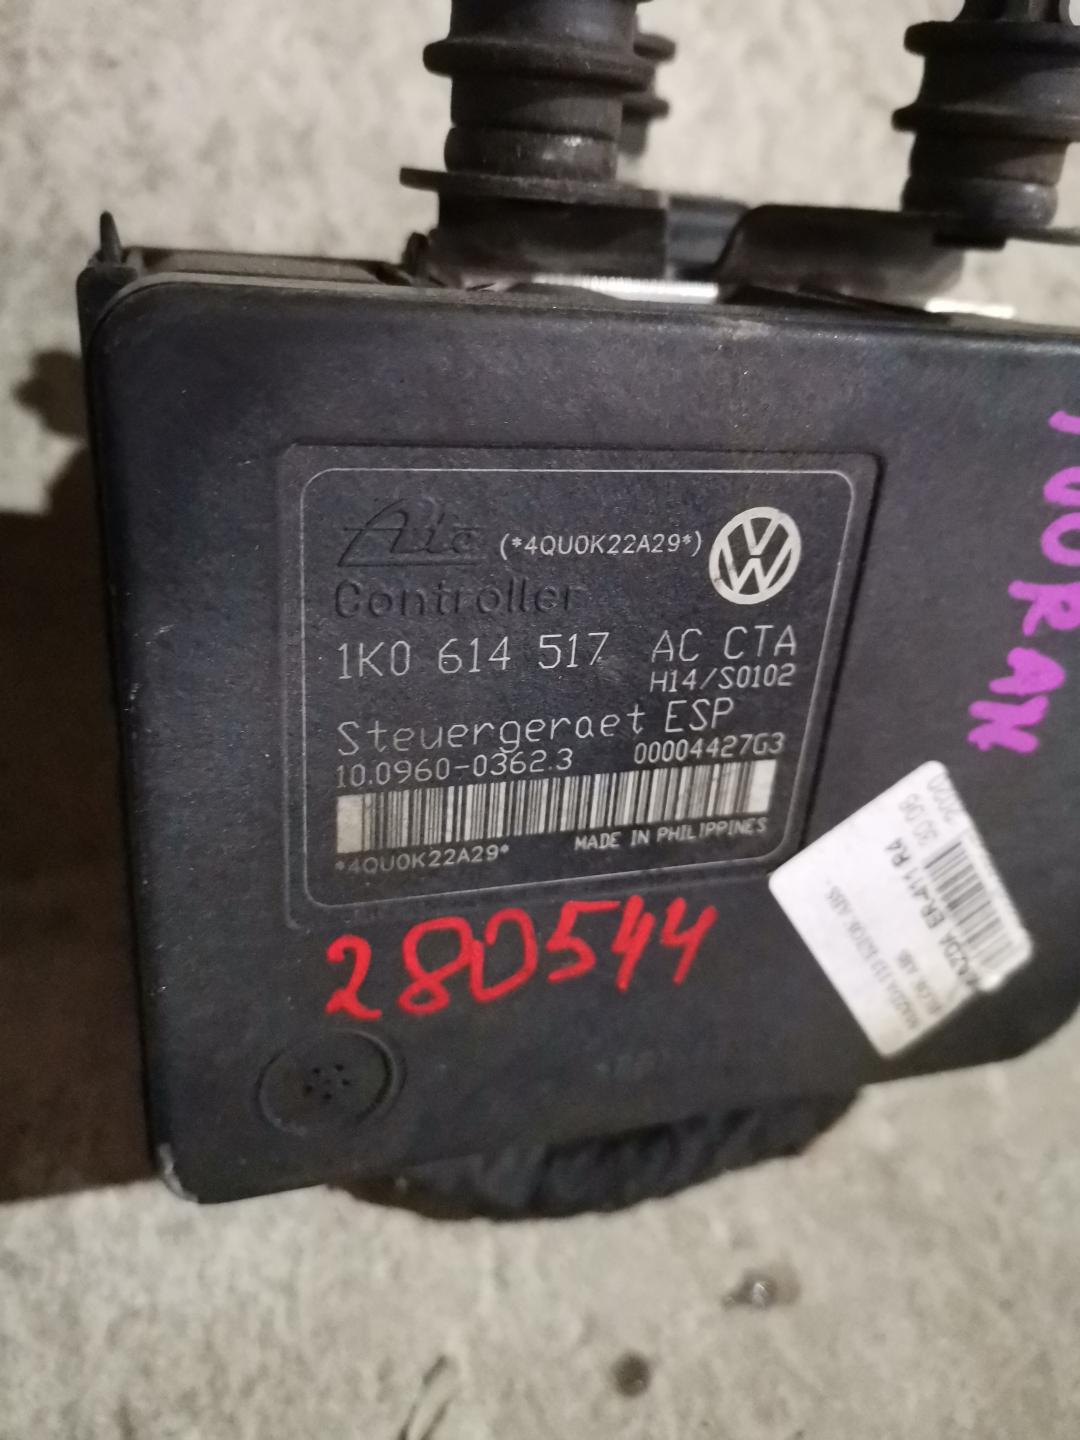 Ate (*4QU0K22A29*)
Controller
1K0 614 517 AC CTA
H14/S0102
Steuergeraet ESP
10.0960-0362.3 00004427G3
MADE IN PHILIPPINES
*4QU0K22A29*
280544
TOURAN